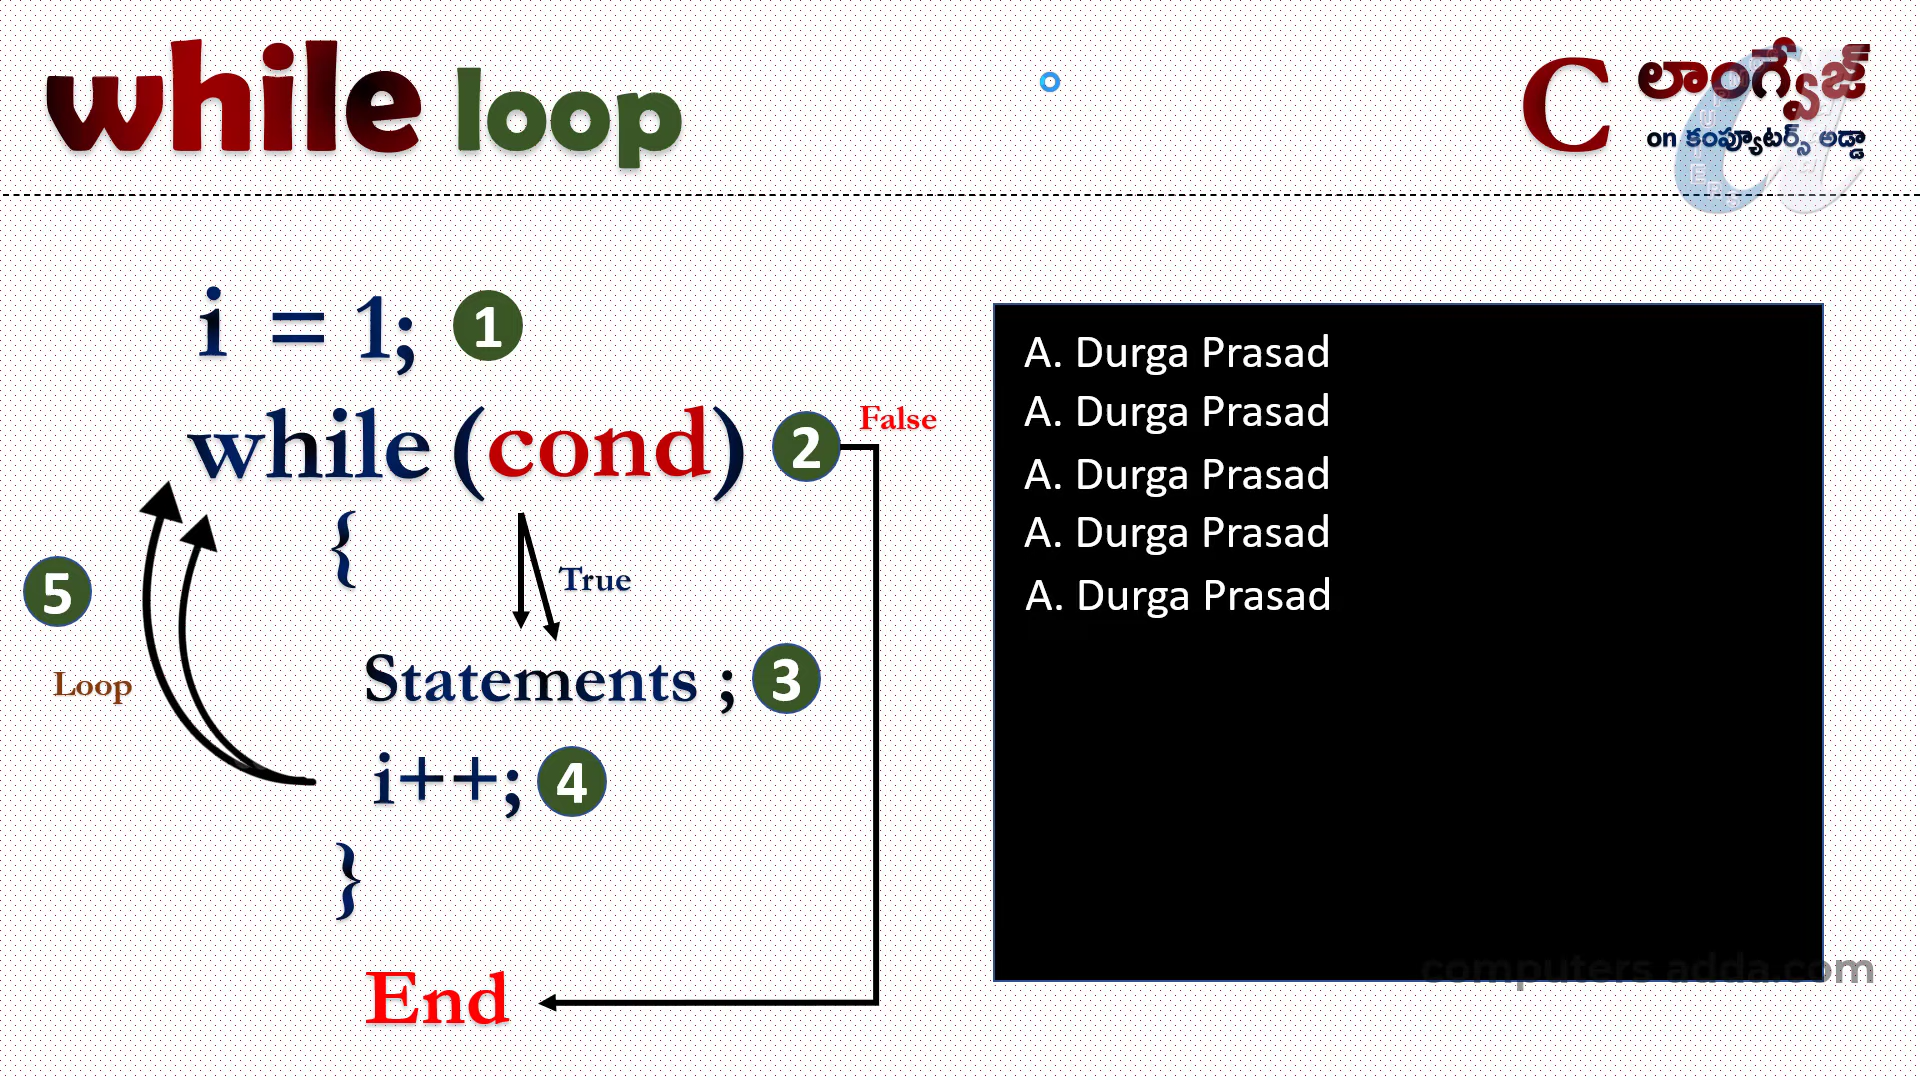 while loop
C లాంగ్వేజ్
on కంప్యూటర్స్ అడ్డా
i = 1; 1
while (cond) 2 False
{
True
5
Loop
Statements ; 3
i++; 4
}
End
A. Durga Prasad
A. Durga Prasad
A. Durga Prasad
A. Durga Prasad
A. Durga Prasad
computers adda.com